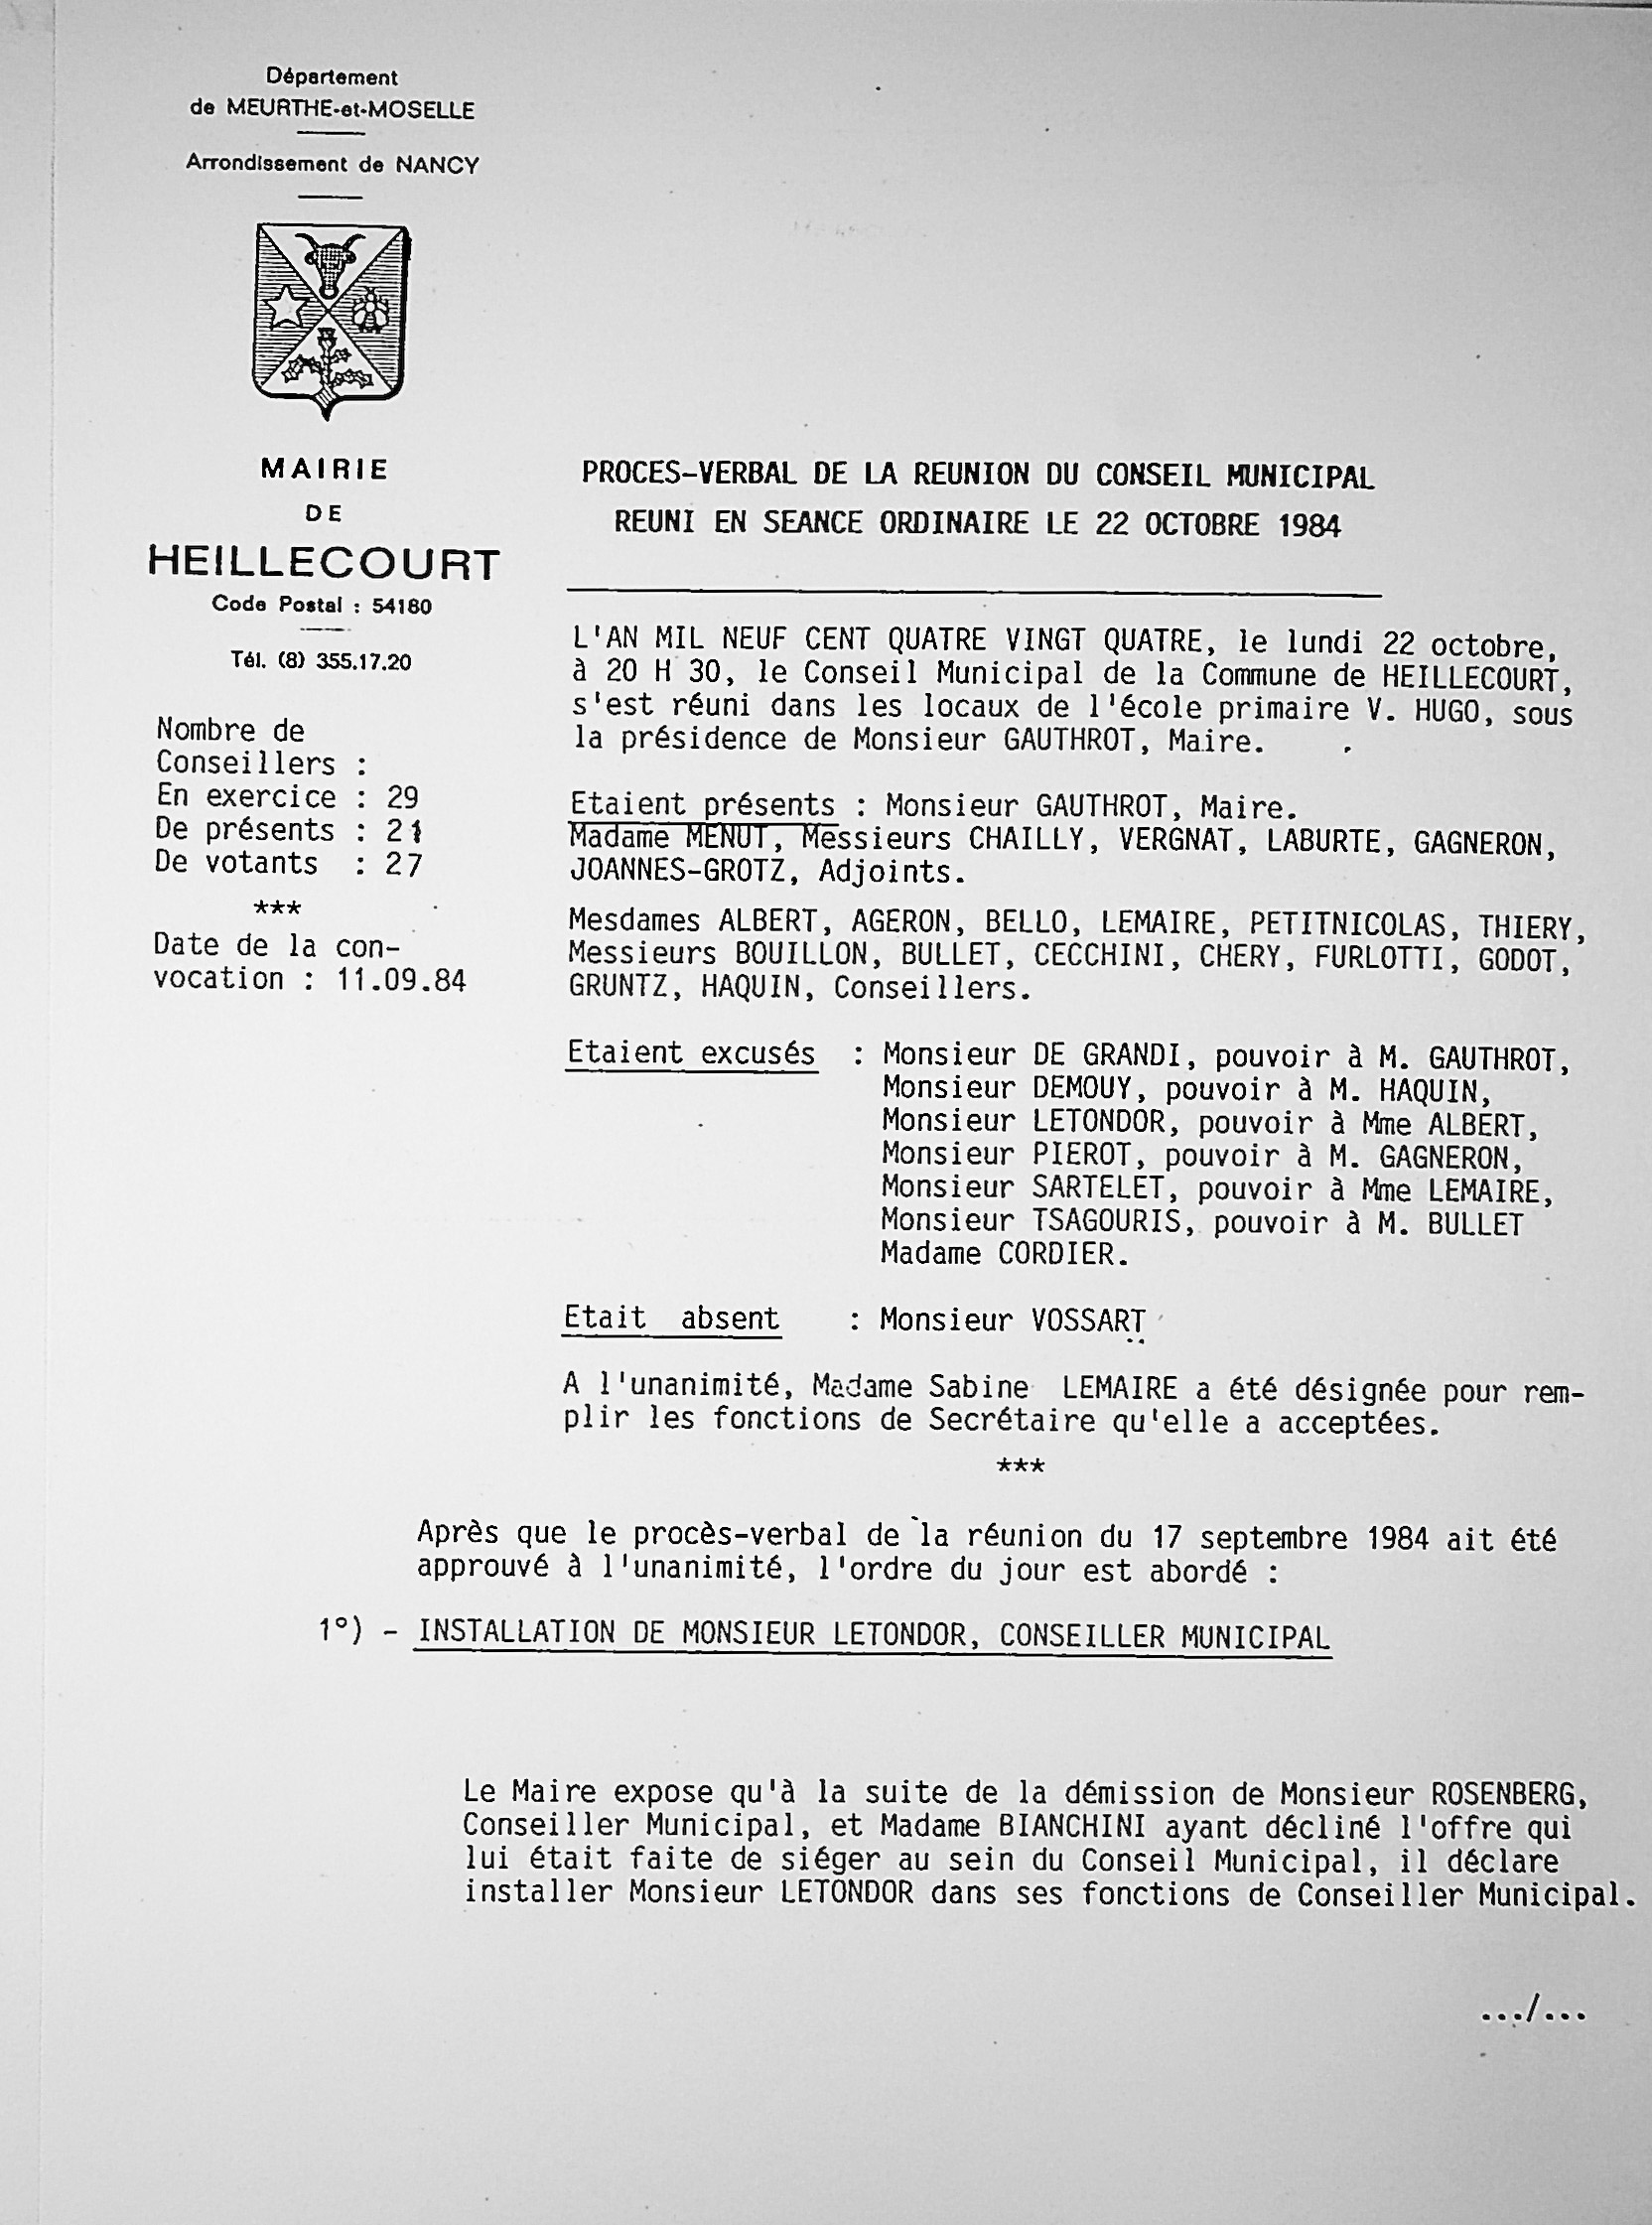 Département
de MEURTHE-et-MOSELLE
Arrondissement de NANCY
MAIRIE
DE
HEILLECOURT
Code Postal : 54180
Tél. (8) 355.17.20
Nombre de
Conseillers :
En exercice : 29
De présents : 21
De votants : 27
***
Date de la con-
vocation : 11.09.84
PROCES-VERBAL DE LA REUNION DU CONSEIL MUNICIPAL
REUNI EN SEANCE ORDINAIRE LE 22 OCTOBRE 1984
L'AN MIL NEUF CENT QUATRE VINGT QUATRE, le lundi 22 octobre,
à 20 H 30, le Conseil Municipal de la Commune de HEILLECOURT,
s'est réuni dans les locaux de l'école primaire V. HUGO, sous
la présidence de Monsieur GAUTHROT, Maire.
Etaient présents : Monsieur GAUTHROT, Maire.
Madame MENUT, Messieurs CHAILLY, VERGNAT, LABURTE, GAGNERON,
JOANNES-GROTZ, Adjoints.
Mesdames ALBERT, AGERON, BELLO, LEMAIRE, PETITNICOLAS, THIERY,
Messieurs BOUILLON, BULLET, CECCHINI, CHERY, FURLOTTI, GODOT,
GRUNTZ, HAQUIN, Conseillers.
Etaient excusés : Monsieur DE GRANDI, pouvoir à M. GAUTHROT,
Monsieur DEMOUY, pouvoir à M. HAQUIN,
Monsieur LETONDOR, pouvoir à Mme ALBERT,
Monsieur PIEROT, pouvoir à M. GAGNERON,
Monsieur SARTELET, pouvoir à Mme LEMAIRE,
Monsieur TSAGOURIS, pouvoir à M. BULLET
Madame CORDIER.
Etait absent : Monsieur VOSSART
A l'unanimité, Madame Sabine LEMAIRE a été désignée pour rem-
plir les fonctions de Secrétaire qu'elle a acceptées.
***
Après que le procès-verbal de la réunion du 17 septembre 1984 ait été
approuvé à l'unanimité, l'ordre du jour est abordé :
1°) - INSTALLATION DE MONSIEUR LETONDOR, CONSEILLER MUNICIPAL
Le Maire expose qu'à la suite de la démission de Monsieur ROSENBERG,
Conseiller Municipal, et Madame BIANCHINI ayant décliné l'offre qui
lui était faite de siéger au sein du Conseil Municipal, il déclare
installer Monsieur LETONDOR dans ses fonctions de Conseiller Municipal.
.../...